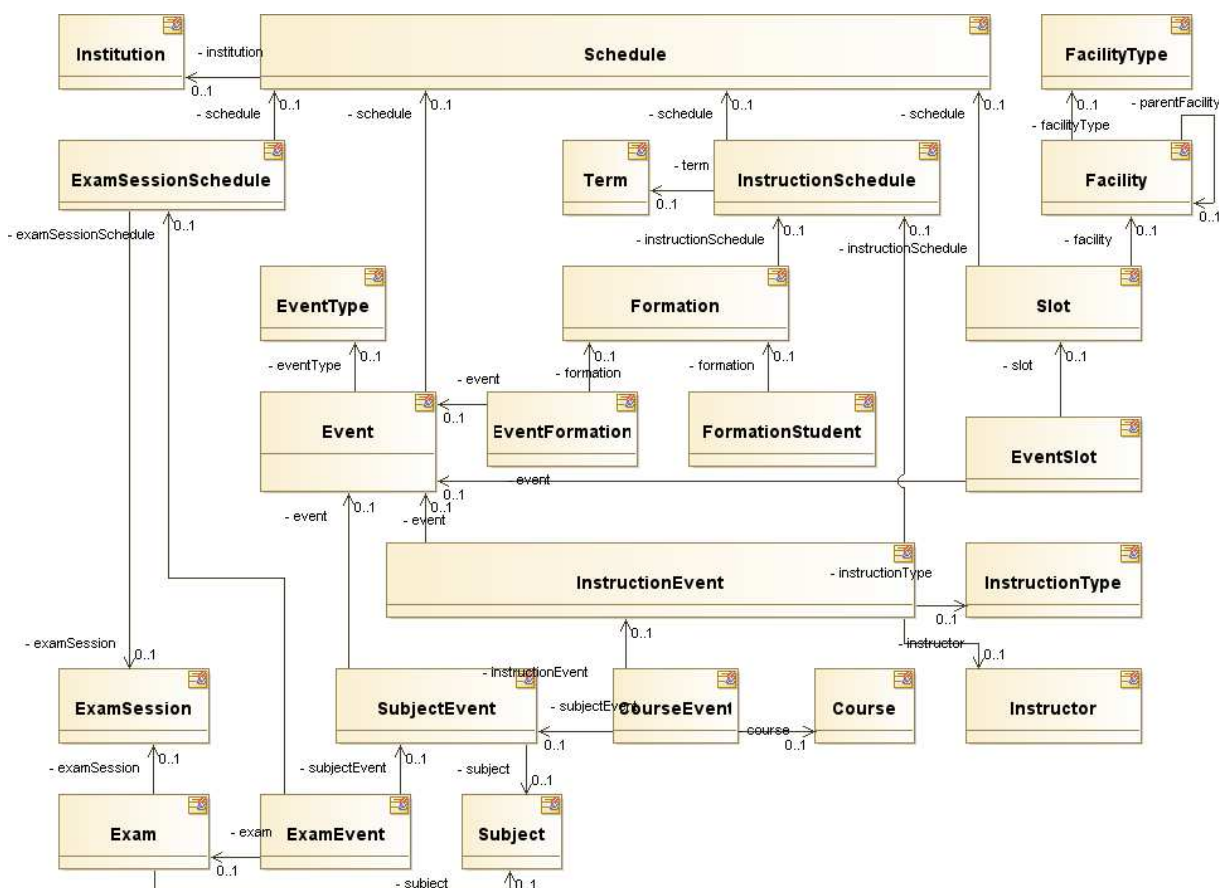 Institution
- institution
0..1
Schedule
FacilityType
- schedule
0..1
- schedule
0..1
- schedule
0..1
- schedule
0..1
0..1
- facilityType
- parentFacility
0..1
ExamSessionSchedule
Term
- term
0..1
InstructionSchedule
Facility
- examSessionSchedule
0..1
- instructionSchedule
0..1
- instructionSchedule
0..1
- facility
0..1
EventType
Formation
Slot
- eventType
0..1
- event
0..1
- formation
0..1
- formation
0..1
- slot
0..1
Event
EventFormation
FormationStudent
EventSlot
- event
0..1
- event
0..1
- event
0..1
InstructionEvent
- instructionType
0..1
InstructionType
- examSession
0..1
- instructionEvent
0..1
- instructor
0..1
ExamSession
SubjectEvent
- subjectEvent
0..1
CourseEvent
course
0..1
Course
Instructor
- examSession
0..1
- subjectEvent
0..1
- subject
0..1
Exam
- exam
0..1
ExamEvent
Subject
- subject
0..1